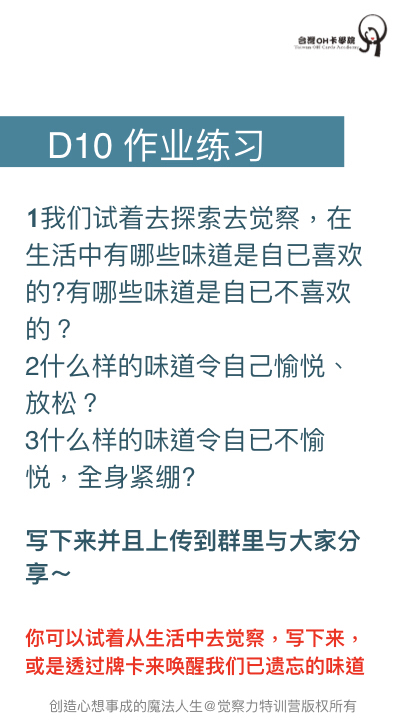 台灣OH卡學院
Taiwan OH Cards Academy
D10 作业练习
1我们试着去探索去觉察，在
生活中有哪些味道是自已喜欢
的?有哪些味道是自已不喜欢
的？
2什么样的味道令自己愉悦、
放松？
3什么样的味道令自已不愉
悦，全身紧绷?
写下来并且上传到群里与大家分
享～
你可以试着从生活中去觉察，写下来，
或是透过牌卡来唤醒我们已遗忘的味道
创造心想事成的魔法人生@觉察力特训营版权所有